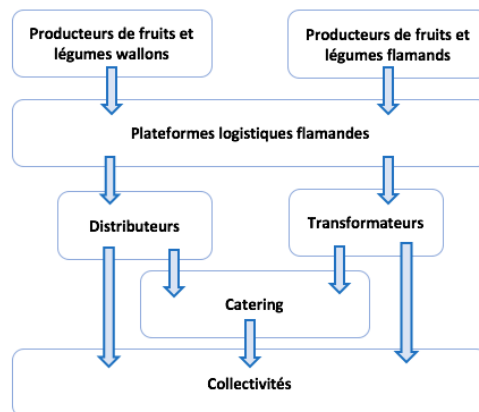 Producteurs de fruits et
légumes wallons
Producteurs de fruits et
légumes flamands
Plateformes logistiques flamandes
Distributeurs
Transformateurs
Catering
Collectivités